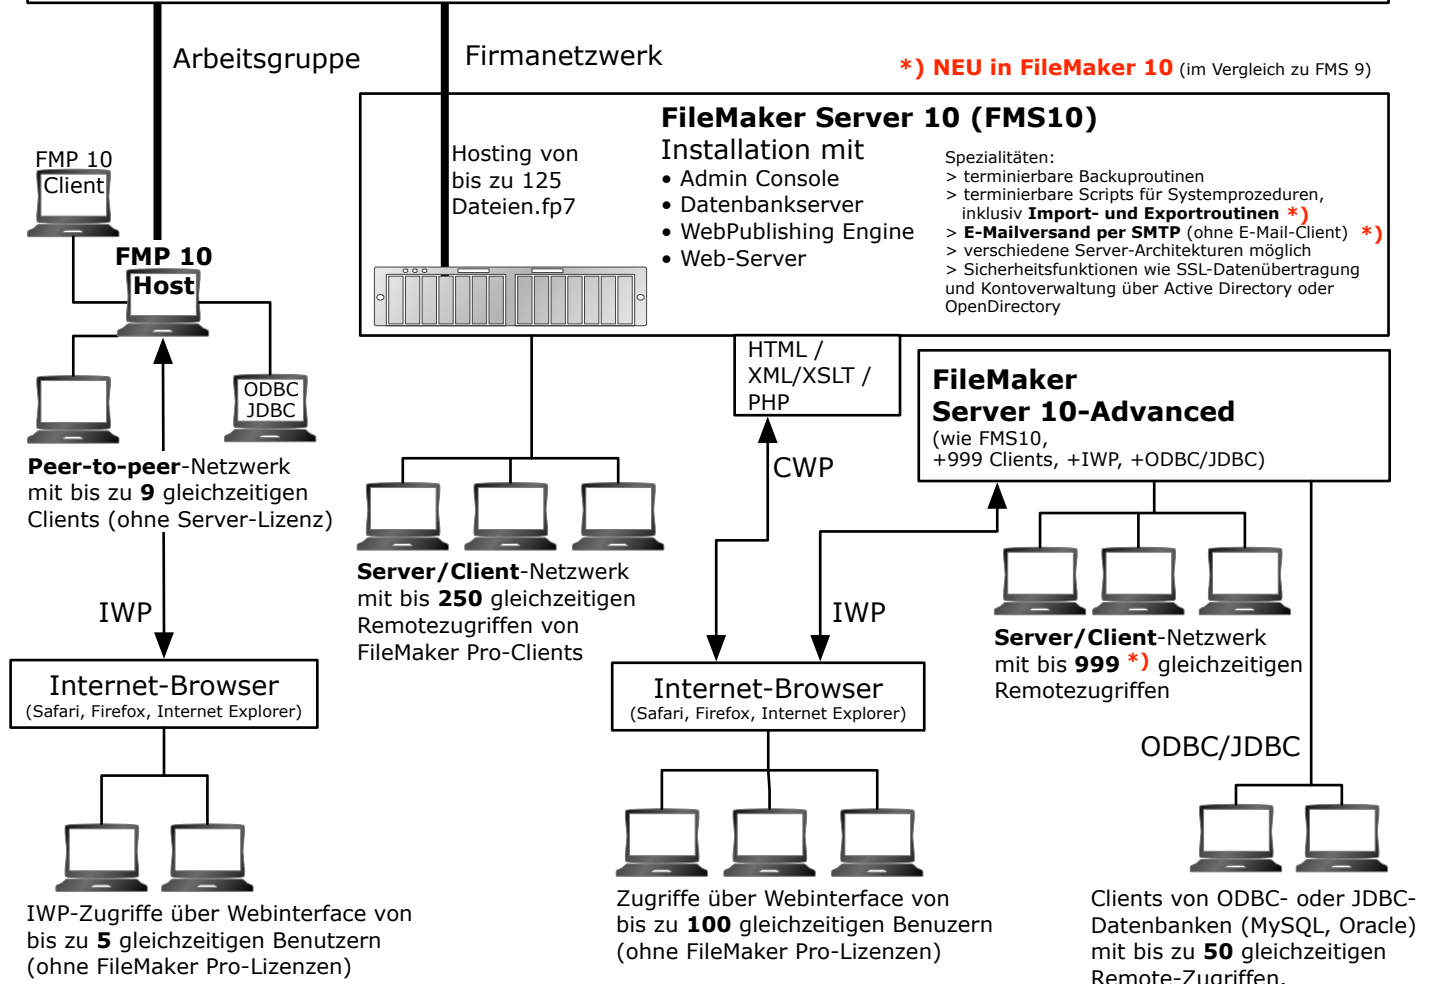 Arbeitsgruppe
Firmanetzwerk
*) NEU in FileMaker 10 (im Vergleich zu FMS 9)
FMP 10
Client
FMP 10
Host
ODBC
JDBC
Peer-to-peer-Netzwerk
mit bis zu 9 gleichzeitigen
Clients (ohne Server-Lizenz)
IWP
Internet-Browser
(Safari, Firefox, Internet Explorer)
IWP-Zugriffe über Webinterface von
bis zu 5 gleichzeitigen Benutzern
(ohne FileMaker Pro-Lizenzen)
Hosting von
bis zu 125
Dateien.fp7
FileMaker Server 10 (FMS10)
Installation mit
• Admin Console
• Datenbankserver
• WebPublishing Engine
• Web-Server
Spezialitäten:
> terminierbare Backuproutinen
> terminierbare Scripts für Systemprozeduren,
inklusiv Import- und Exportroutinen *)
> E-Mailversand per SMTP (ohne E-Mail-Client) *)
> verschiedene Server-Architekturen möglich
> Sicherheitsfunktionen wie SSL-Datenübertragung
und Kontoverwaltung über Active Directory oder
OpenDirectory
Server/Client-Netzwerk
mit bis 250 gleichzeitigen
Remotezugriffen von
FileMaker Pro-Clients
HTML /
XML/XSLT /
PHP
CWP
IWP
Internet-Browser
(Safari, Firefox, Internet Explorer)
Zugriffe über Webinterface von
bis zu 100 gleichzeitigen Benuzern
(ohne FileMaker Pro-Lizenzen)
FileMaker
Server 10-Advanced
(wie FMS10,
+999 Clients, +IWP, +ODBC/JDBC)
Server/Client-Netzwerk
mit bis 999 *) gleichzeitigen
Remotezugriffen
ODBC/JDBC
Clients von ODBC- oder JDBC-
Datenbanken (MySQL, Oracle)
mit bis zu 50 gleichzeitigen
Remote-Zugriffen.